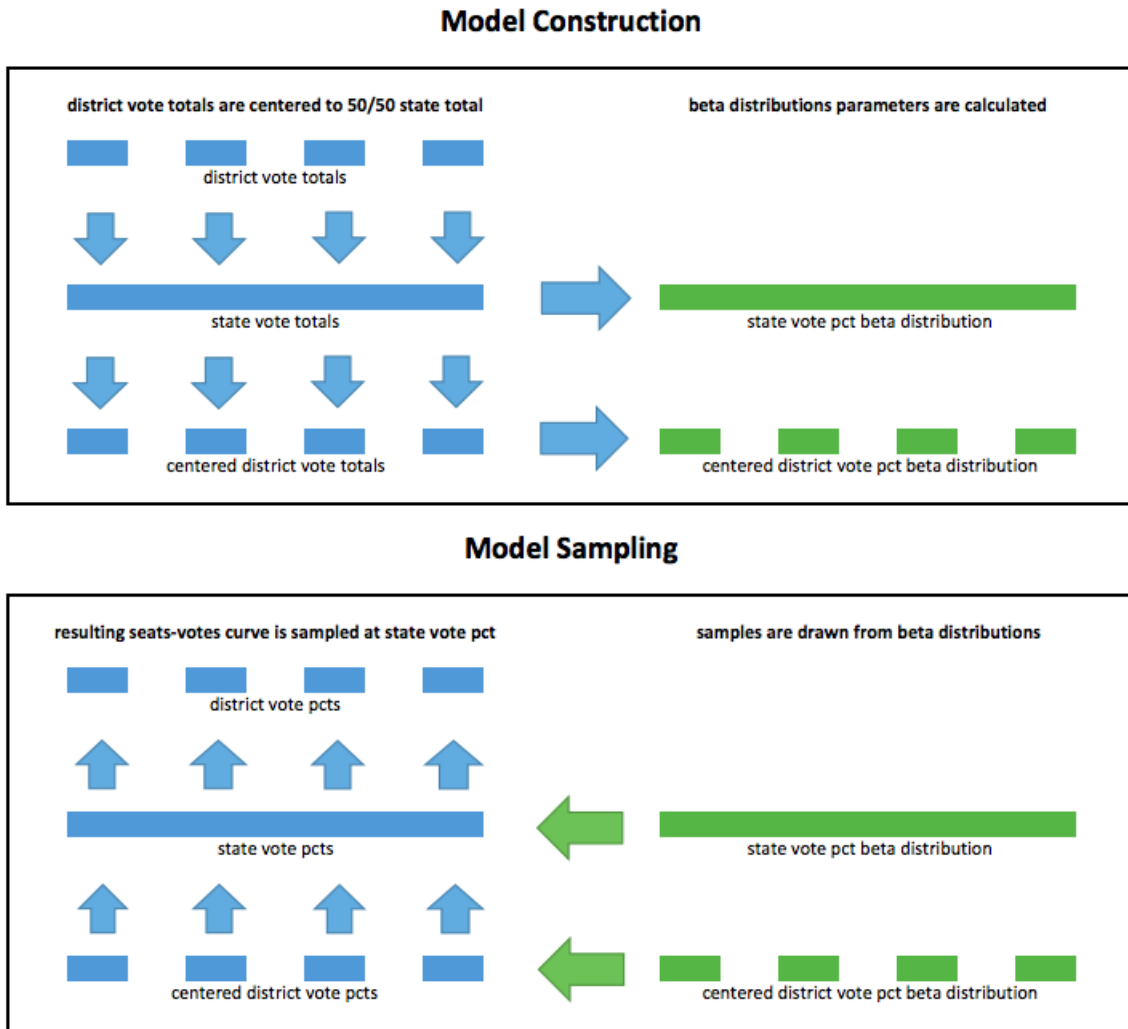 Model Construction
district vote totals are centered to 50/50 state total
beta distributions parameters are calculated
district vote totals
state vote totals
state vote pct beta distribution
centered district vote totals
centered district vote pct beta distribution
Model Sampling
resulting seats-votes curve is sampled at state vote pct
samples are drawn from beta distributions
district vote pcts
state vote pcts
state vote pct beta distribution
centered district vote pcts
centered district vote pct beta distribution